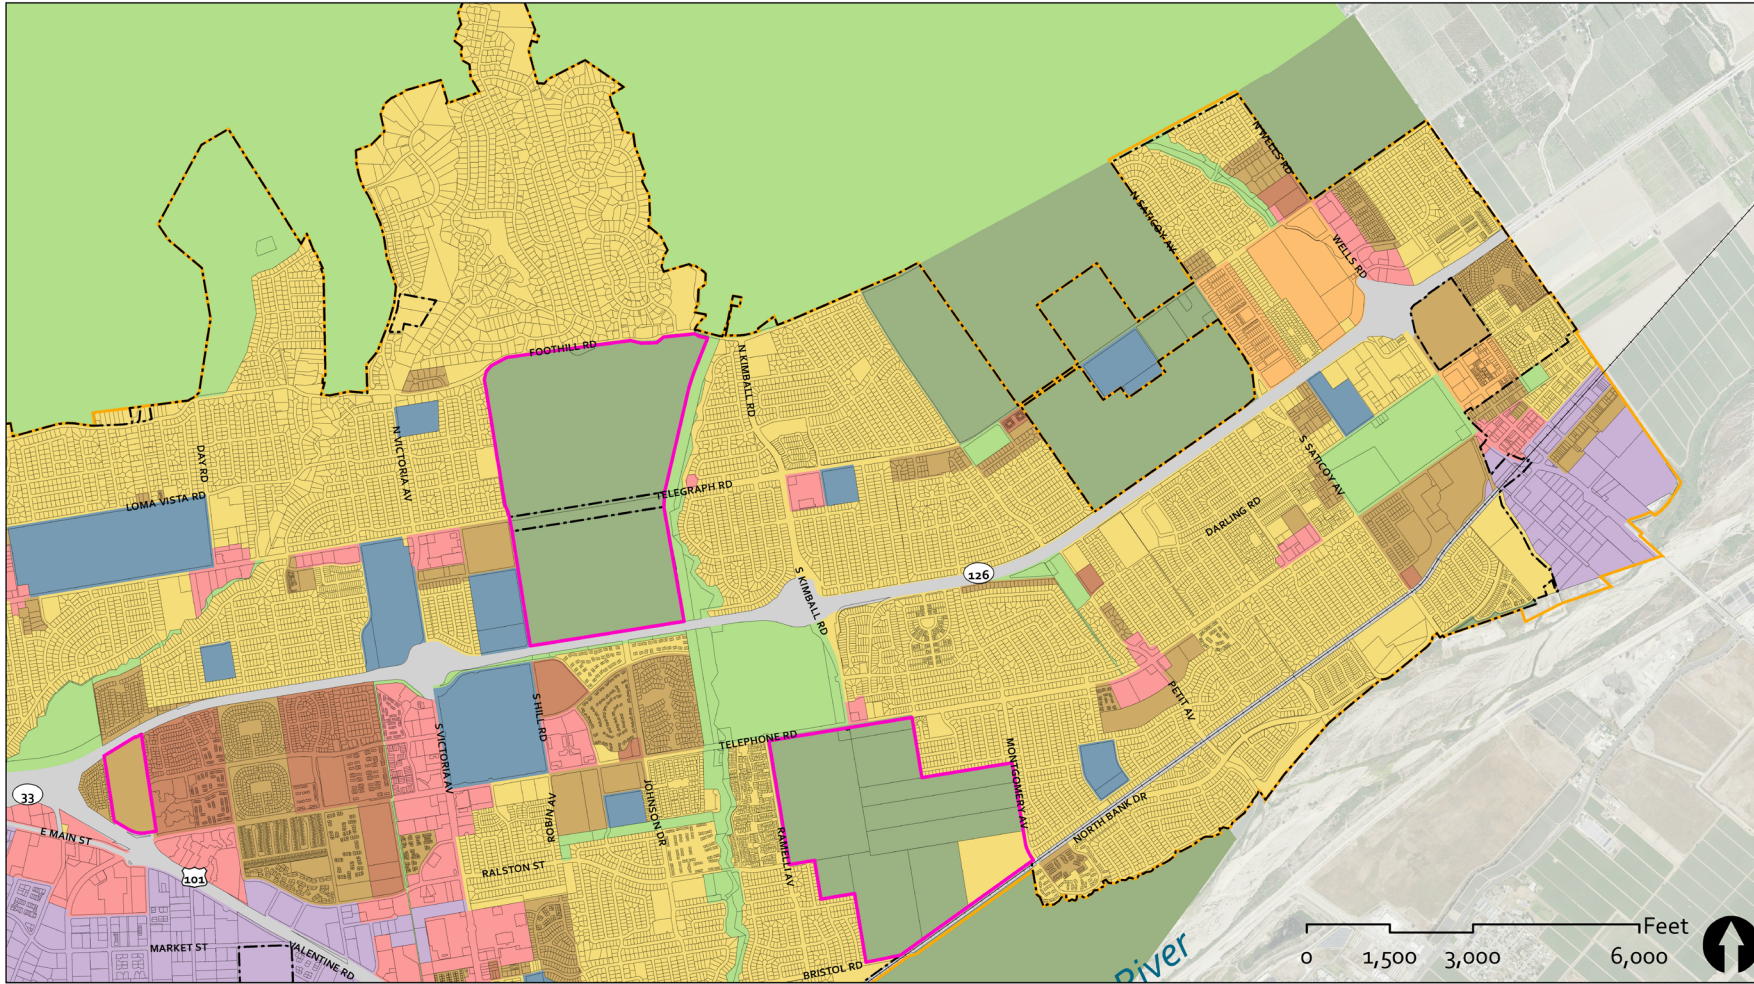 N WELLS RD
N SATICOY AV
WELLS RD
FOOTHILL RD
N KIMBALL RD
DAY RD
N VICTORIA AV
LOMA VISTA RD
TELEGRAPH RD
S SATICOY AV
DARLING RD
126
S KIMBALL RD
PETIT AV
S HILL RD
S VICTORIA AV
TELEPHONE RD
MONTGOMERY AV
33
E MAIN ST
JOHNSON DR
ROBIN AV
NORTH BANK DR
RAMELLI AV
RALSTON ST
101
MARKET ST
VALENTINE RD
BRISTOL RD
River
Feet
0 1,500 3,000 6,000